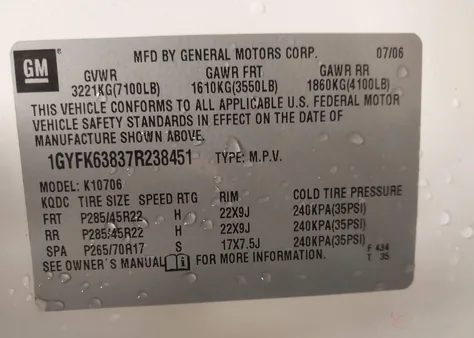 MFD BY GENERAL MOTORS CORP. 07/06
GM
GVWR GAWR FRT GAWR RR
3221KG(7100LB) 1610KG(3550LB) 1860KG(4100LB)
THIS VEHICLE CONFORMS TO ALL APPLICABLE U.S. FEDERAL MOTOR
VEHICLE SAFETY STANDARDS IN EFFECT ON THE DATE OF
MANUFACTURE SHOWN ABOVE.
1GYFK63837R238451 TYPE: M.P.V.
MODEL: K10706
KQDC TIRE SIZE SPEED RTG RIM COLD TIRE PRESSURE
FRT P285/45R22 H 22X9J 240KPA(35PSI)
RR P285/45R22 H 22X9J 240KPA(35PSI)
SPA P265/70R17 S 17X7.5J 240KPA(35PSI)
SEE OWNER'S MANUAL FOR MORE INFORMATION. F 434
T 35